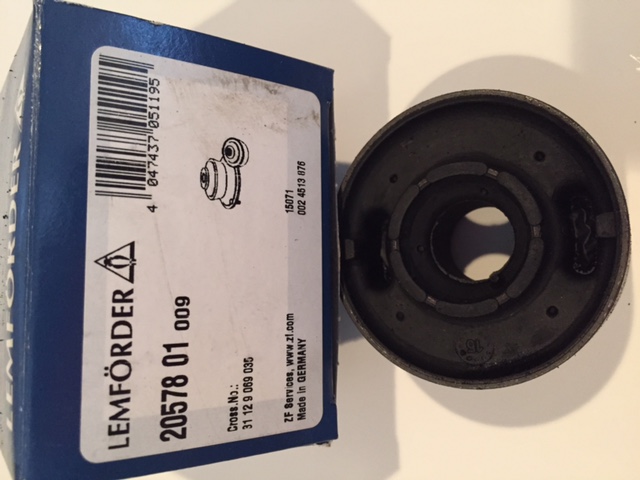 4 047437 051195
15071
002 4513 876
LEMFÖRDER
20578 01 009
Cross.No.:
31 12 9 069 035
ZF Services, www.zf.com
Made in GERMANY